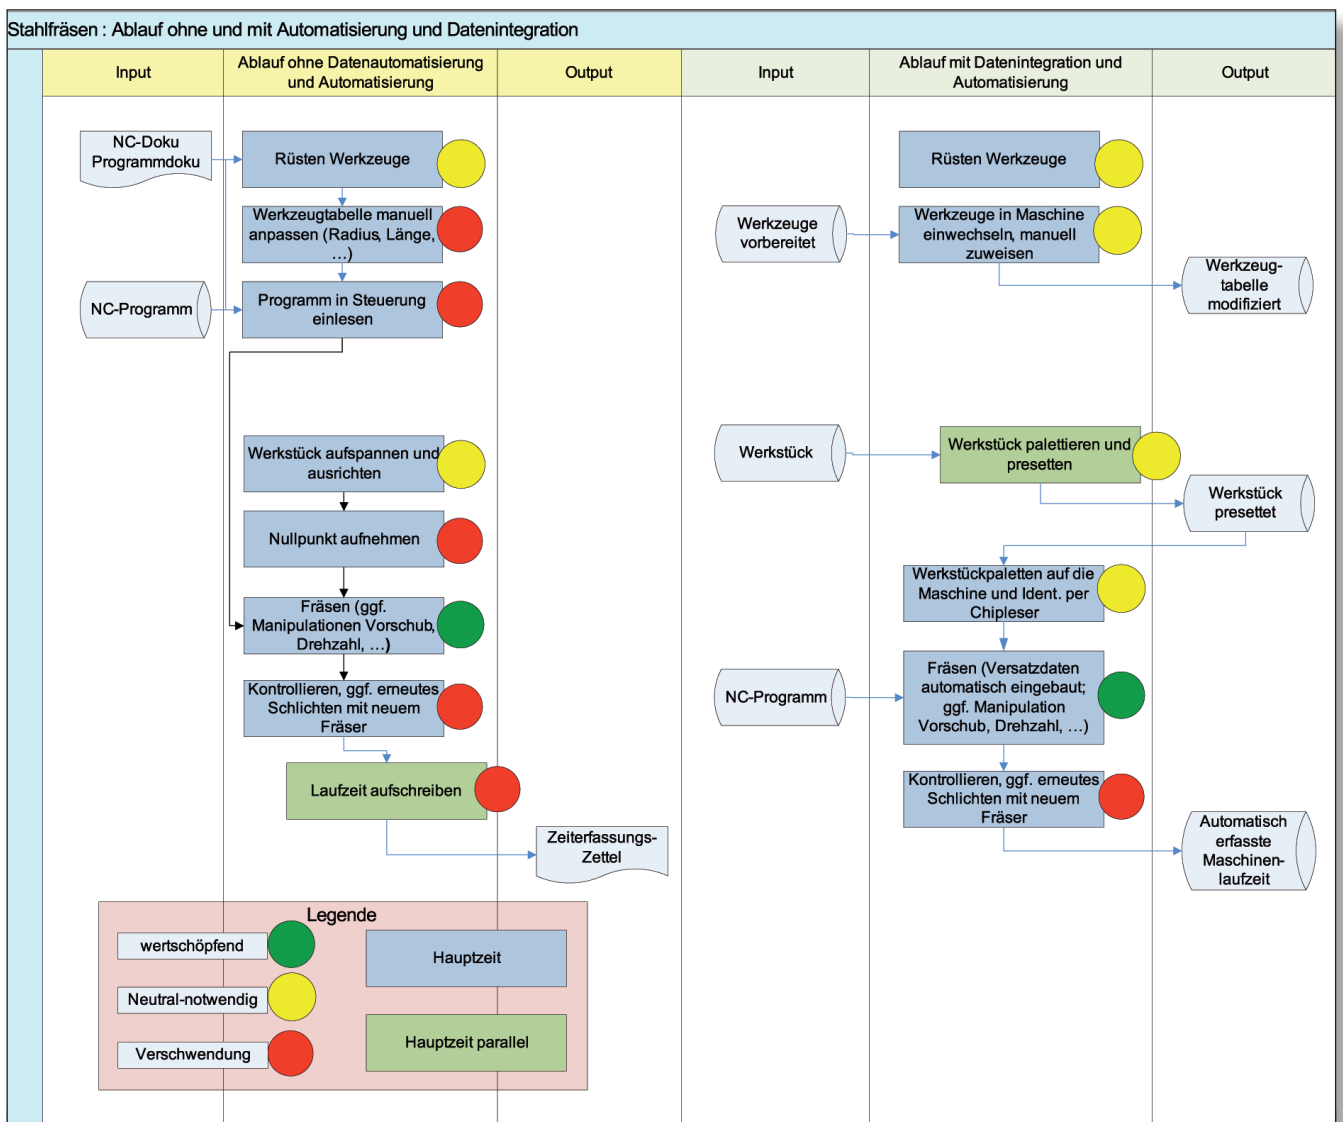 Stahlfräsen : Ablauf ohne und mit Automatisierung und Datenintegration
Input
Ablauf ohne Datenautomatisierung
und Automatisierung
Output
Input
Ablauf mit Datenintegration und
Automatisierung
Output
NC-Doku
Programmdoku
Rüsten Werkzeuge
Werkzeugtabelle manuell
anpassen (Radius, Länge,
...)
NC-Programm
Programm in Steuerung
einlesen
Werkstück aufspannen und
ausrichten
Nullpunkt aufnehmen
Fräsen (ggf.
Manipulationen Vorschub,
Drehzahl, ...)
Kontrollieren, ggf. erneutes
Schlichten mit neuem
Fräser
Laufzeit aufschreiben
Zeiterfassungs-
Zettel
Rüsten Werkzeuge
Werkzeuge
vorbereitet
Werkzeuge in Maschine
einwechseln, manuell
zuweisen
Werkzeug-
tabelle
modifiziert
Werkstück
Werkstück palettieren und
presetten
Werkstück
presettet
Werkstückpaletten auf die
Maschine und Ident. per
Chipleser
NC-Programm
Fräsen (Versatzdaten
automatisch eingebaut;
ggf. Manipulation
Vorschub, Drehzahl, ...)
Kontrollieren, ggf. erneutes
Schlichten mit neuem
Fräser
Automatisch
erfasste
Maschinen-
laufzeit
Legende
wertschöpfend
Neutral-notwendig
Verschwendung
Hauptzeit
Hauptzeit parallel